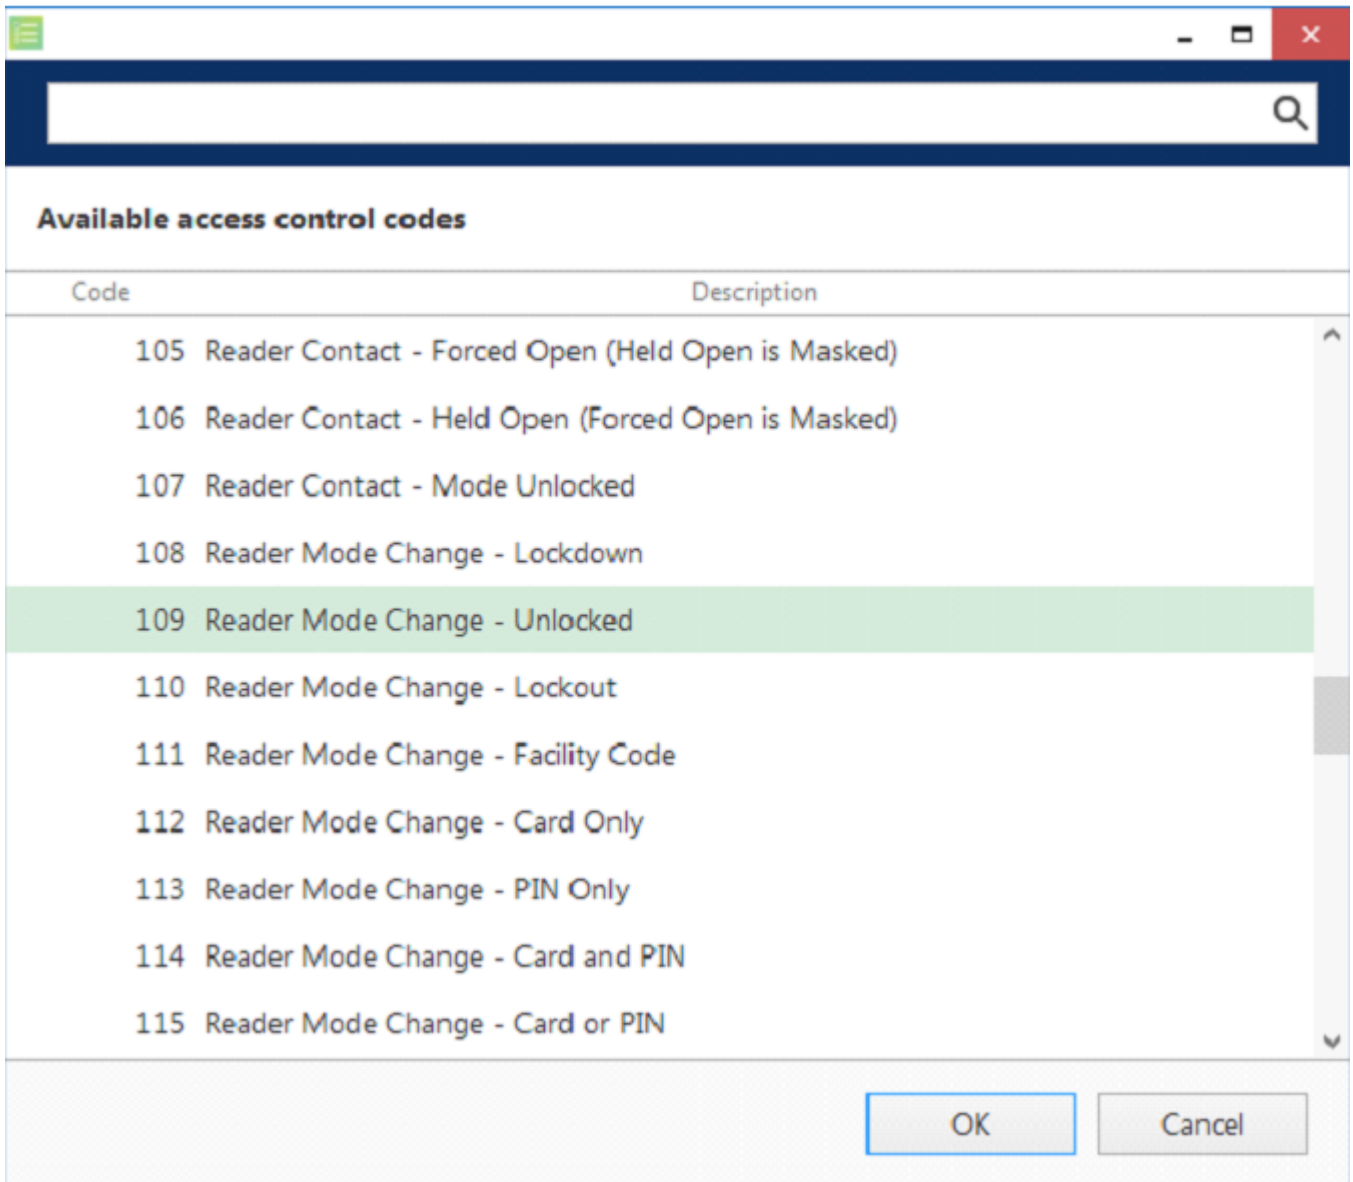 Available access control codes
Code Description
105 Reader Contact - Forced Open (Held Open is Masked)
106 Reader Contact - Held Open (Forced Open is Masked)
107 Reader Contact - Mode Unlocked
108 Reader Mode Change - Lockdown
109 Reader Mode Change - Unlocked
110 Reader Mode Change - Lockout
111 Reader Mode Change - Facility Code
112 Reader Mode Change - Card Only
113 Reader Mode Change - PIN Only
114 Reader Mode Change - Card and PIN
115 Reader Mode Change - Card or PIN
OK Cancel